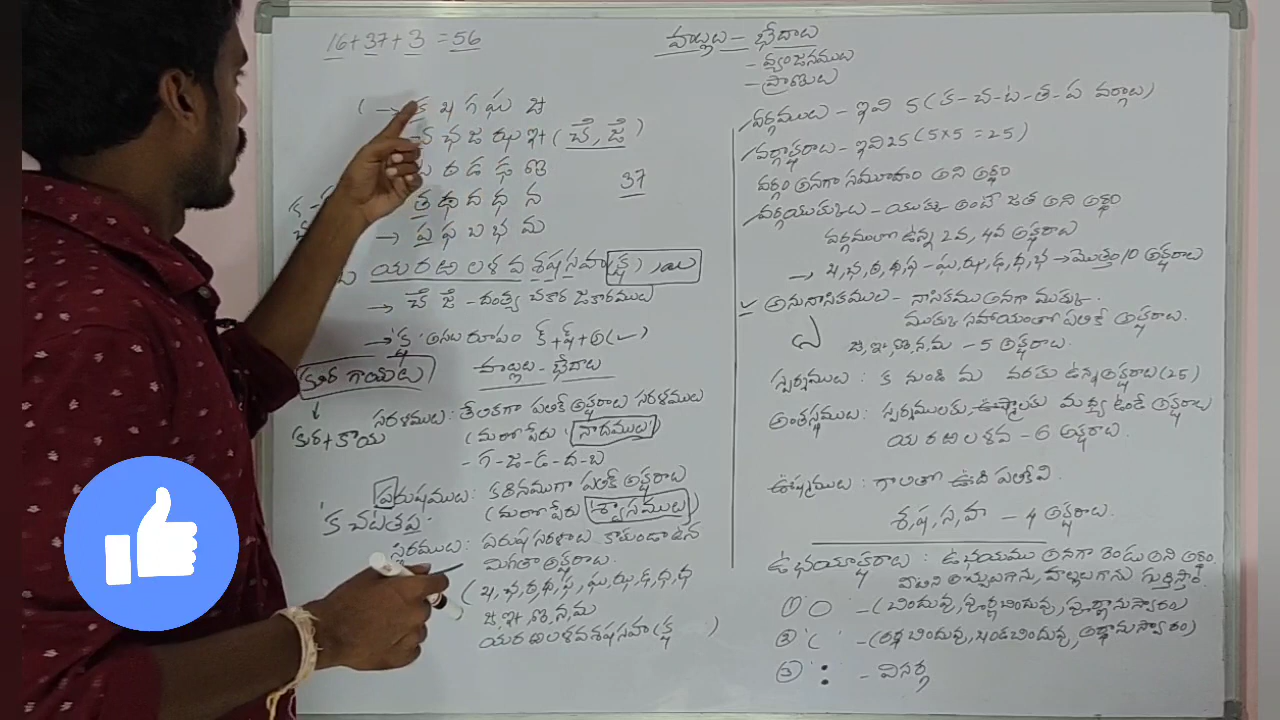 16+37+3 = 56
హల్లుల - భేదాలు
- వ్యంజనములు
- ప్రాణులు
( → క ఖ గ ఘ ఙ
చ ఛ జ ఝ ఞ + ( చ, జ )
ట ఠ డ ఢ ణ
37
త థ ద ధ న
→ ప ఫ బ భ మ
య ర ఱ ల ళ వ శ ష స హ (క్ష)
→ చ జ - దంత్య చకార జకారములు
→ 'క్ష' అసలు రూపం క్+ష్+అ(✓)
హల్లుల - భేదాలు
సరళములు : తేలికగా పలికే అక్షరాలు సరళములు
(మరో పేరు 'నాదములు')
- గ - జ - డ - ద - బ
పరుషములు : కఠినముగా పలికే అక్షరాలు
(మరో పేరు 'శ్వాసములు')
'క చ ట త ప'
స్థిరములు : పరుష సరళాలు కాకుండా ఉన్న
మిగతా అక్షరాలు.
( ఖ, ఛ, ఠ, థ, ఫ, ఘ, ఝ, ఢ, ధ, భ
ఙ, ఞ, ణ, న, మ
య ర ఱ ల ళ వ శ ష స హ (క్ష )
వర్గములు - ఇవి 5 ( క - చ - ట - త - ప వర్గాలు )
వర్గాక్షరాలు - ఇవి 25 (5×5 = 25)
వర్గం అనగా సమూహం అని అర్థం
వర్గయుక్కులు - యుక్కు అంటే జత అని అర్థం
వర్గములో ఉన్న 2వ, 4వ అక్షరాలు
→ ఖ, ఛ, ఠ, థ, ఫ - ఘ, ఝ, ఢ, ధ, భ → మొత్తం 10 అక్షరాలు
✓ అనునాసికములు - నాసికము అనగా ముక్కు.
ముక్కు సహాయంతో పలికే అక్షరాలు.
ఙ, ఞ, ణ, న, మ - 5 అక్షరాలు.
స్పర్శములు : క నుండి మ వరకు ఉన్న అక్షరాలు (25)
అంతస్థములు : స్పర్శములకు, ఊష్మాలకు మధ్య ఉండే అక్షరాలు
య ర ఱ ల ళ వ - 6 అక్షరాలు.
ఊష్మములు : గాలితో ఊది పలికేవి
శ, ష, స, హ - 4 అక్షరాలు.
ఉభయాక్షరాలు : ఉభయము అనగా రెండు అని అర్థం
వీటిని అచ్చులుగాను, హల్లులుగాను గుర్తిస్తారు.
① ○ - (బిందువు, పూర్ణబిందువు, పూర్ణానుస్వారం)
② ( - (అర్థ బిందువు, ఖండబిందువు, అర్థానుస్వారం)
③ : - విసర్గ